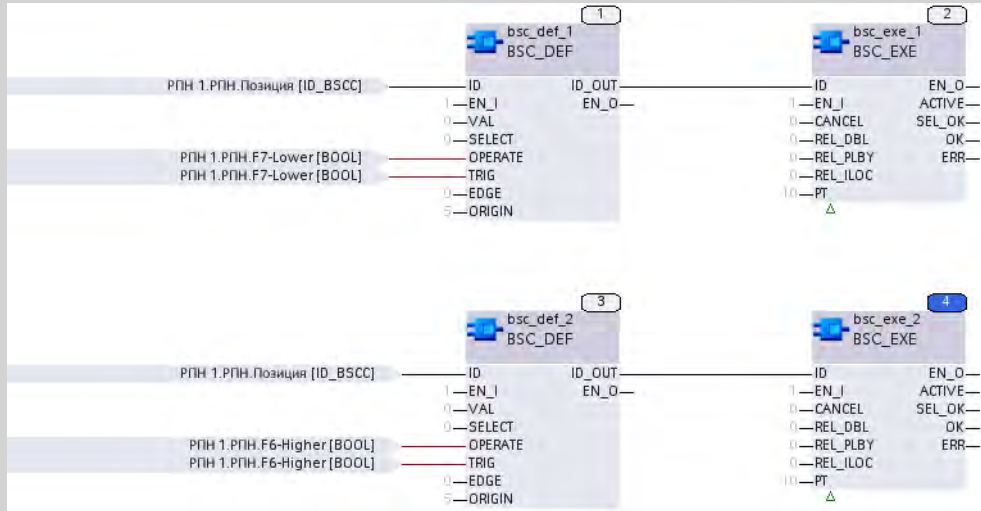 1
bsc_def_1
BSC_DEF
2
bsc_exe_1
BSC_EXE
РПН 1.РПН.Позиция [ID_BSCC]
ID
ID_OUT
ID
EN_O
1
EN_I
EN_O
1
EN_I
ACTIVE
0
VAL
0
CANCEL
SEL_OK
0
SELECT
0
REL_DBL
OK
РПН 1.РПН.F7-Lower [BOOL]
OPERATE
0
REL_PLBY
ERR
РПН 1.РПН.F7-Lower [BOOL]
TRIG
0
REL_ILOC
0
EDGE
10
PT
5
ORIGIN
3
bsc_def_2
BSC_DEF
4
bsc_exe_2
BSC_EXE
РПН 1.РПН.Позиция [ID_BSCC]
ID
ID_OUT
ID
EN_O
1
EN_I
EN_O
1
EN_I
ACTIVE
0
VAL
0
CANCEL
SEL_OK
0
SELECT
0
REL_DBL
OK
РПН 1.РПН.F6-Higher [BOOL]
OPERATE
0
REL_PLBY
ERR
РПН 1.РПН.F6-Higher [BOOL]
TRIG
0
REL_ILOC
0
EDGE
10
PT
5
ORIGIN